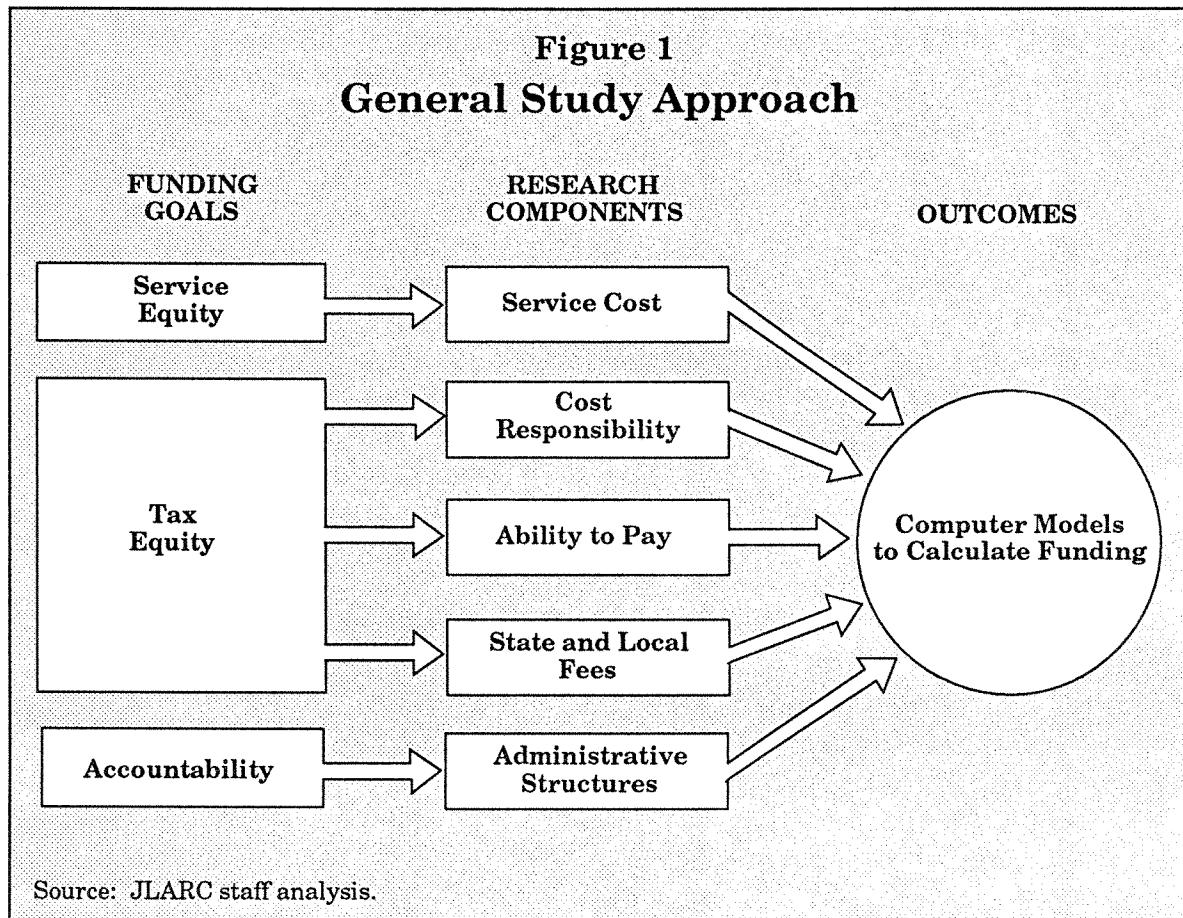 Figure 1
General Study Approach
FUNDING
GOALS
RESEARCH
COMPONENTS
OUTCOMES
Service
Equity
Service Cost
Tax
Equity
Cost
Responsibility
Ability to Pay
State and Local
Fees
Accountability
Administrative
Structures
Computer Models
to Calculate Funding
Source: JLARC staff analysis.